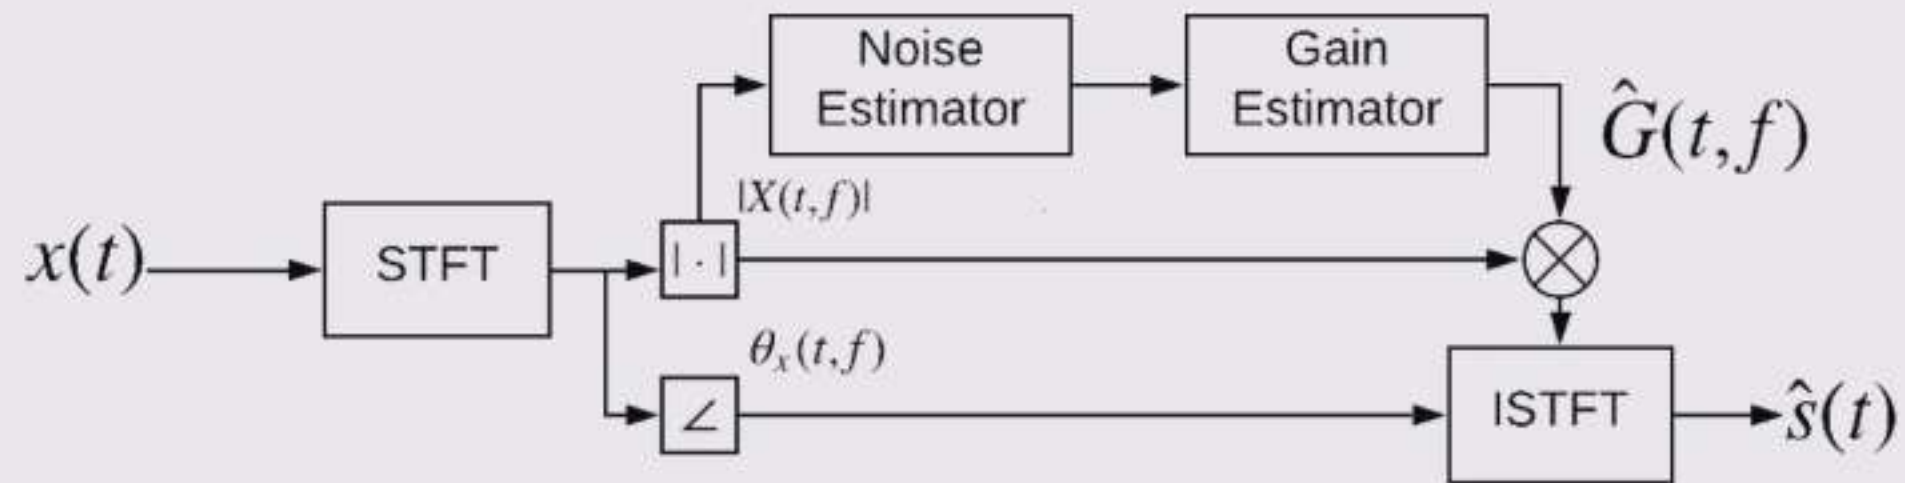 Noise
Estimator
Gain
Estimator
Ĝ(t,f)
|X(t,f)|
x(t)
STFT
|·|
θₓ(t,f)
∠
ISTFT
ŝ(t)